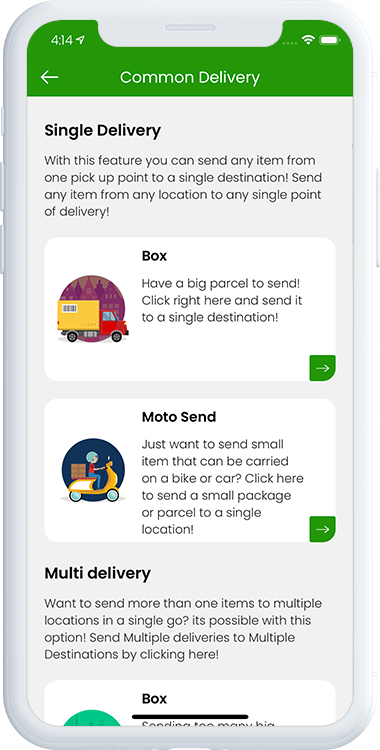 4:14
Common Delivery
Single Delivery
With this feature you can send any item from
one pick up point to a single destination! Send
any item from any location to any single point
of delivery!
Box
Have a big parcel to send!
Click right here and send it
to a single destination!
Moto Send
Just want to send small
item that can be carried
on a bike or car? Click here
to send a small package
or parcel to a single
location!
Multi delivery
Want to send more than one items to multiple
locations in a single go? its possible with this
option! Send Multiple deliveries to Multiple
Destinations by clicking here!
Box
Sending too many big